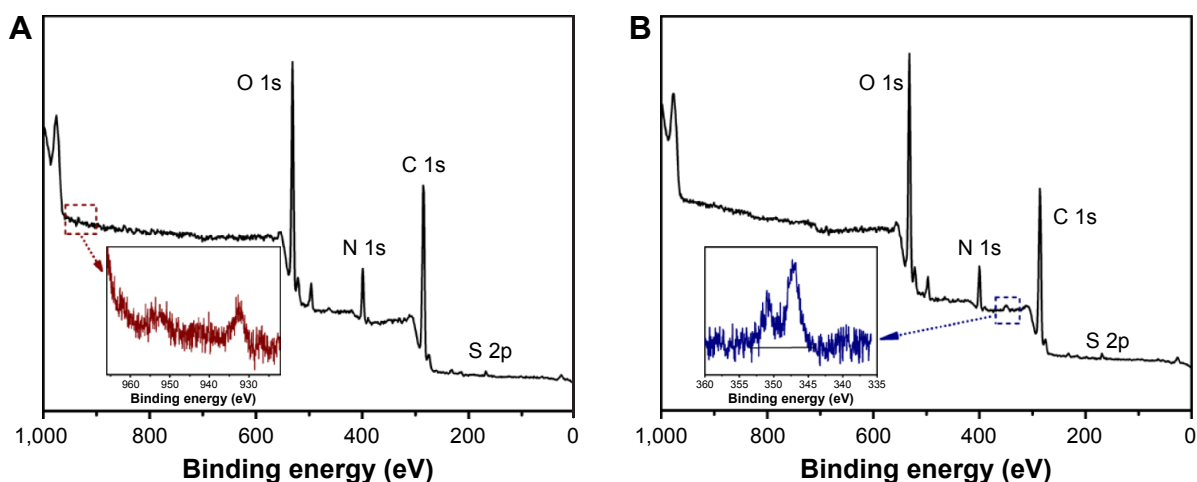 A
O 1s
C 1s
N 1s
S 2p
960 950 940 930
Binding energy (eV)
1,000 800 600 400 200 0
Binding energy (eV)
B
O 1s
C 1s
N 1s
S 2p
360 355 350 345 340 335
Binding energy (eV)
1,000 800 600 400 200 0
Binding energy (eV)